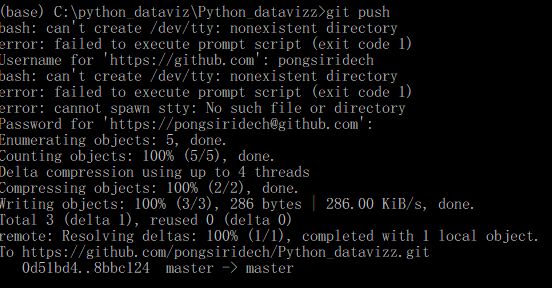 (base) C:\python_dataviz\Python_datavizz>git push
bash: can't create /dev/tty: nonexistent directory
error: failed to execute prompt script (exit code 1)
Username for 'https://github.com': pongsiridech
bash: can't create /dev/tty: nonexistent directory
error: failed to execute prompt script (exit code 1)
error: cannot spawn stty: No such file or directory
Password for 'https://pongsiridech@github.com':
Enumerating objects: 5, done.
Counting objects: 100% (5/5), done.
Delta compression using up to 4 threads
Compressing objects: 100% (2/2), done.
Writing objects: 100% (3/3), 286 bytes | 286.00 KiB/s, done.
Total 3 (delta 1), reused 0 (delta 0)
remote: Resolving deltas: 100% (1/1), completed with 1 local object.
To https://github.com/pongsiridech/Python_datavizz.git
   0d51bd4..8bbc124  master -> master